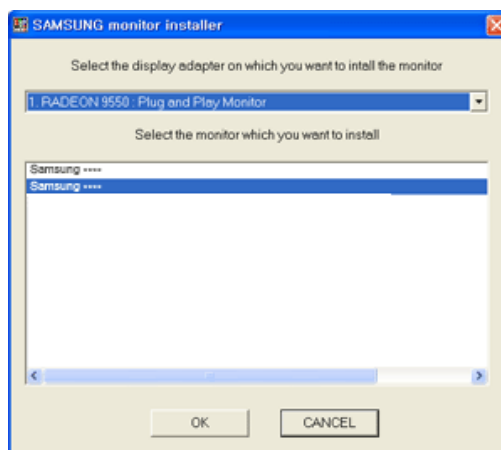 SAMSUNG monitor installer
Select the display adapter on which you want to intall the monitor
1. RADEON 9550 : Plug and Play Monitor
Select the monitor which you want to install
Samsung ----
Samsung ----
OK
CANCEL